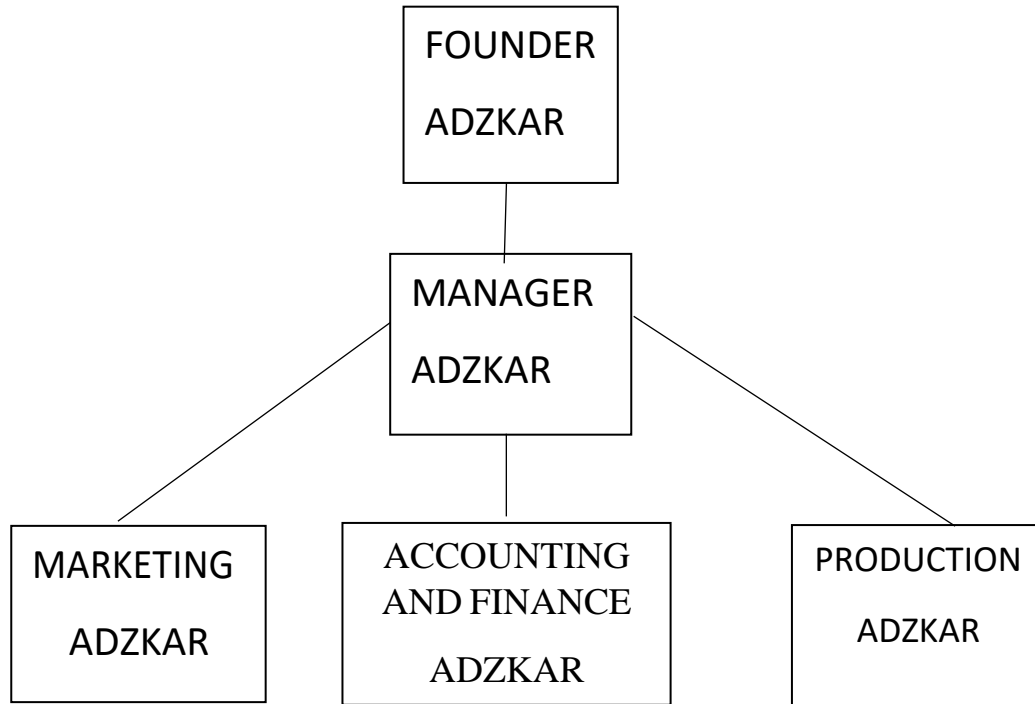 FOUNDER
ADZKAR
MANAGER
ADZKAR
MARKETING
ADZKAR
ACCOUNTING
AND FINANCE
ADZKAR
PRODUCTION
ADZKAR